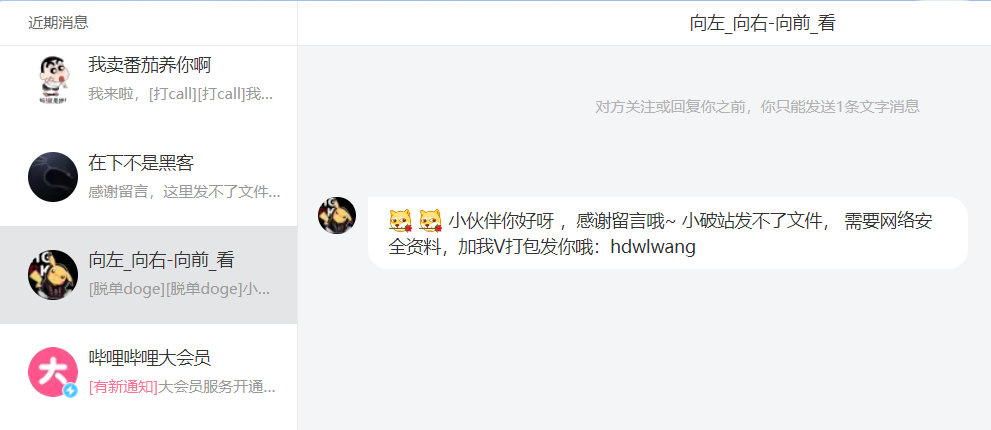 近期消息
向左_向右-向前_看
我卖番茄养你啊
我来啦，[打call][打call]我...
对方关注或回复你之前，你只能发送1条文字消息
在下不是黑客
感谢留言，这里发不了文件...
小伙伴你好呀 ，感谢留言哦~ 小破站发不了文件， 需要网络安
全资料，加我V打包发你哦：hdwlwang
向左_向右-向前_看
[脱单doge][脱单doge]小...
哔哩哔哩大会员
大
[有新通知]大会员服务开通...